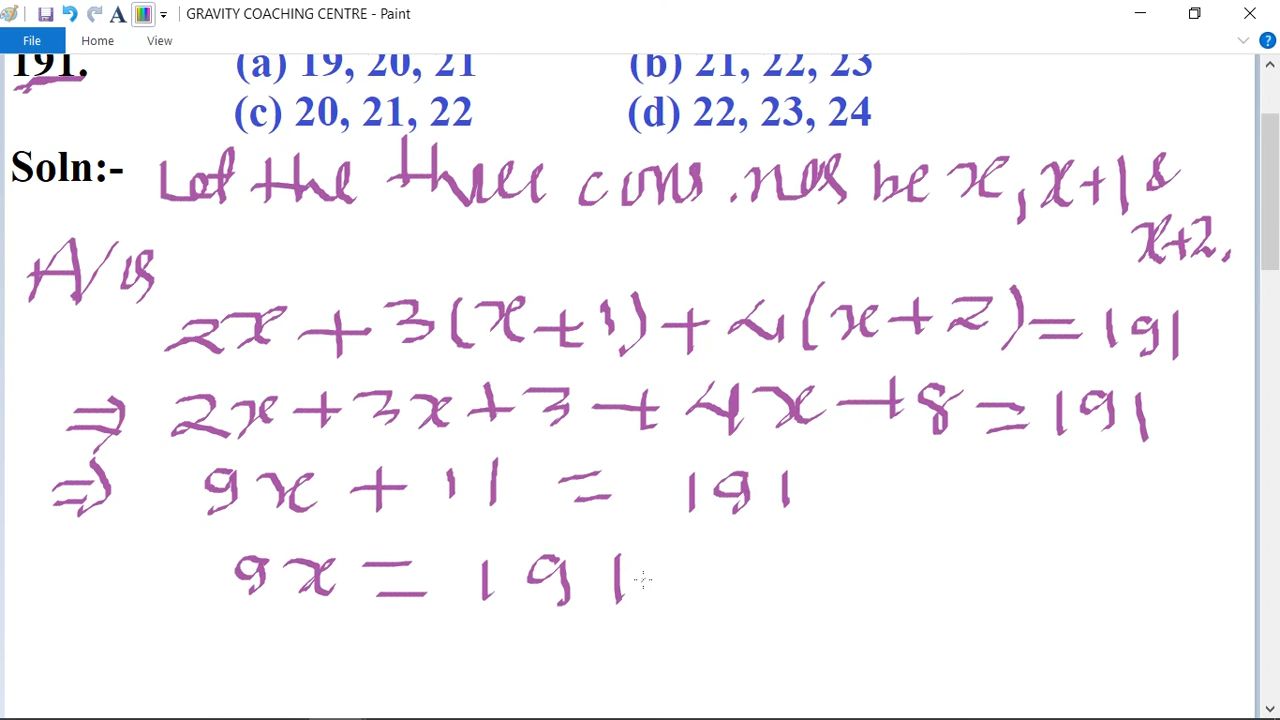 GRAVITY COACHING CENTRE - Paint
File Home View
191. (a) 19, 20, 21 (b) 21, 22, 23
(c) 20, 21, 22 (d) 22, 23, 24
Soln:- Let the three cons. nos be x, x+1 &
x+2.
A/
2x + 3(x+1) + 4(x+2) = 191
⇒ 2x + 3x + 3 + 4x + 8 = 191
⇒ 9x + 11 = 191
9x = 191